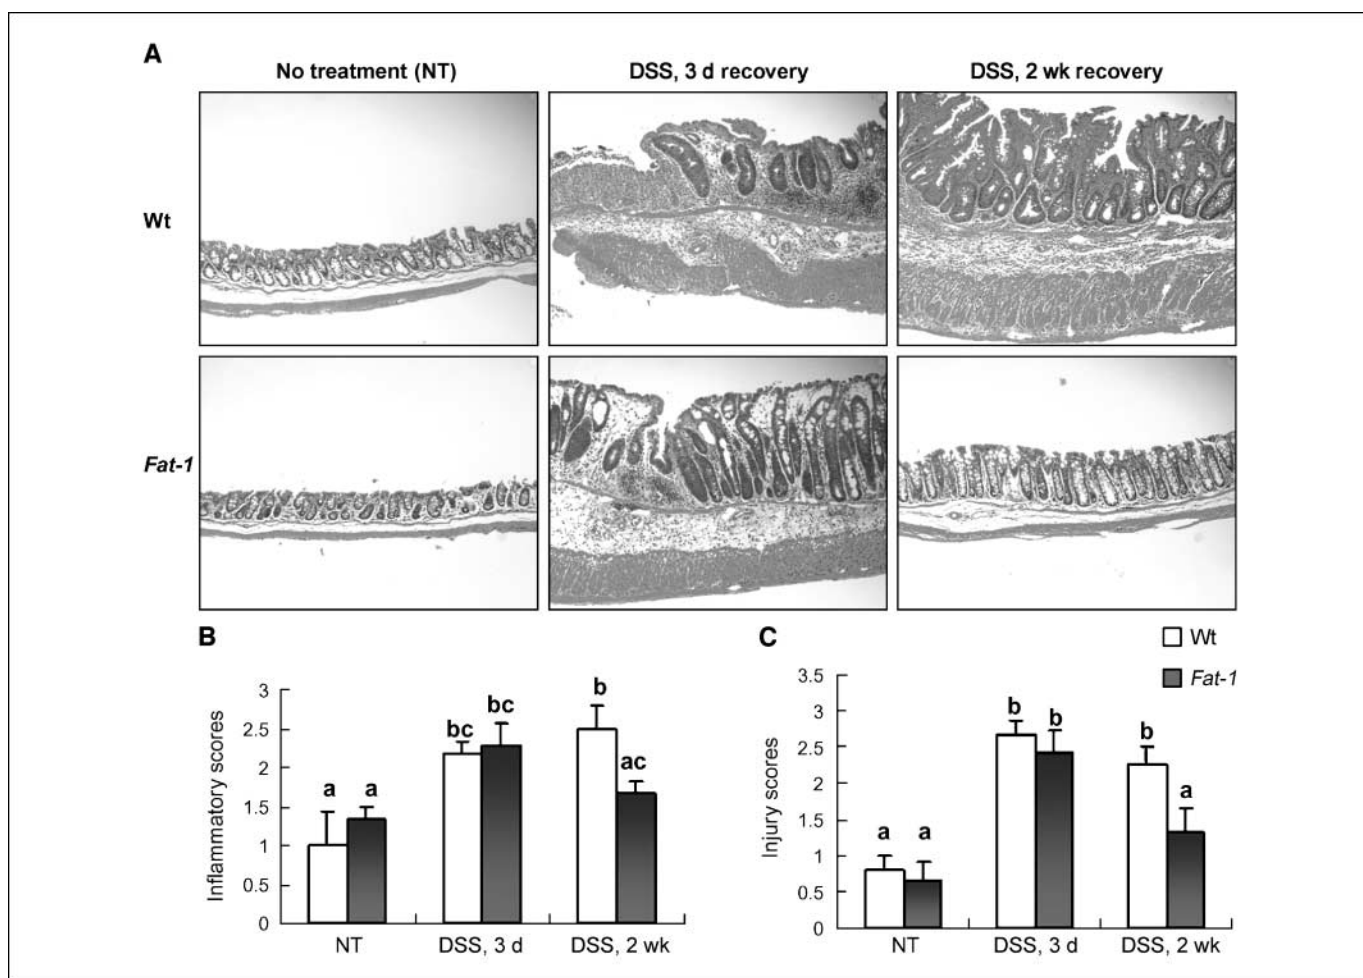 A
No treatment (NT)
DSS, 3 d recovery
DSS, 2 wk recovery
Wt
Fat-1
B
Inflammatory scores
3
2.5
2
1.5
1
0.5
0
a
a
bc
bc
b
ac
NT
DSS, 3 d
DSS, 2 wk
C
Wt
Fat-1
Injury scores
3.5
3
2.5
2
1.5
1
0.5
0
a
a
b
b
b
a
NT
DSS, 3 d
DSS, 2 wk